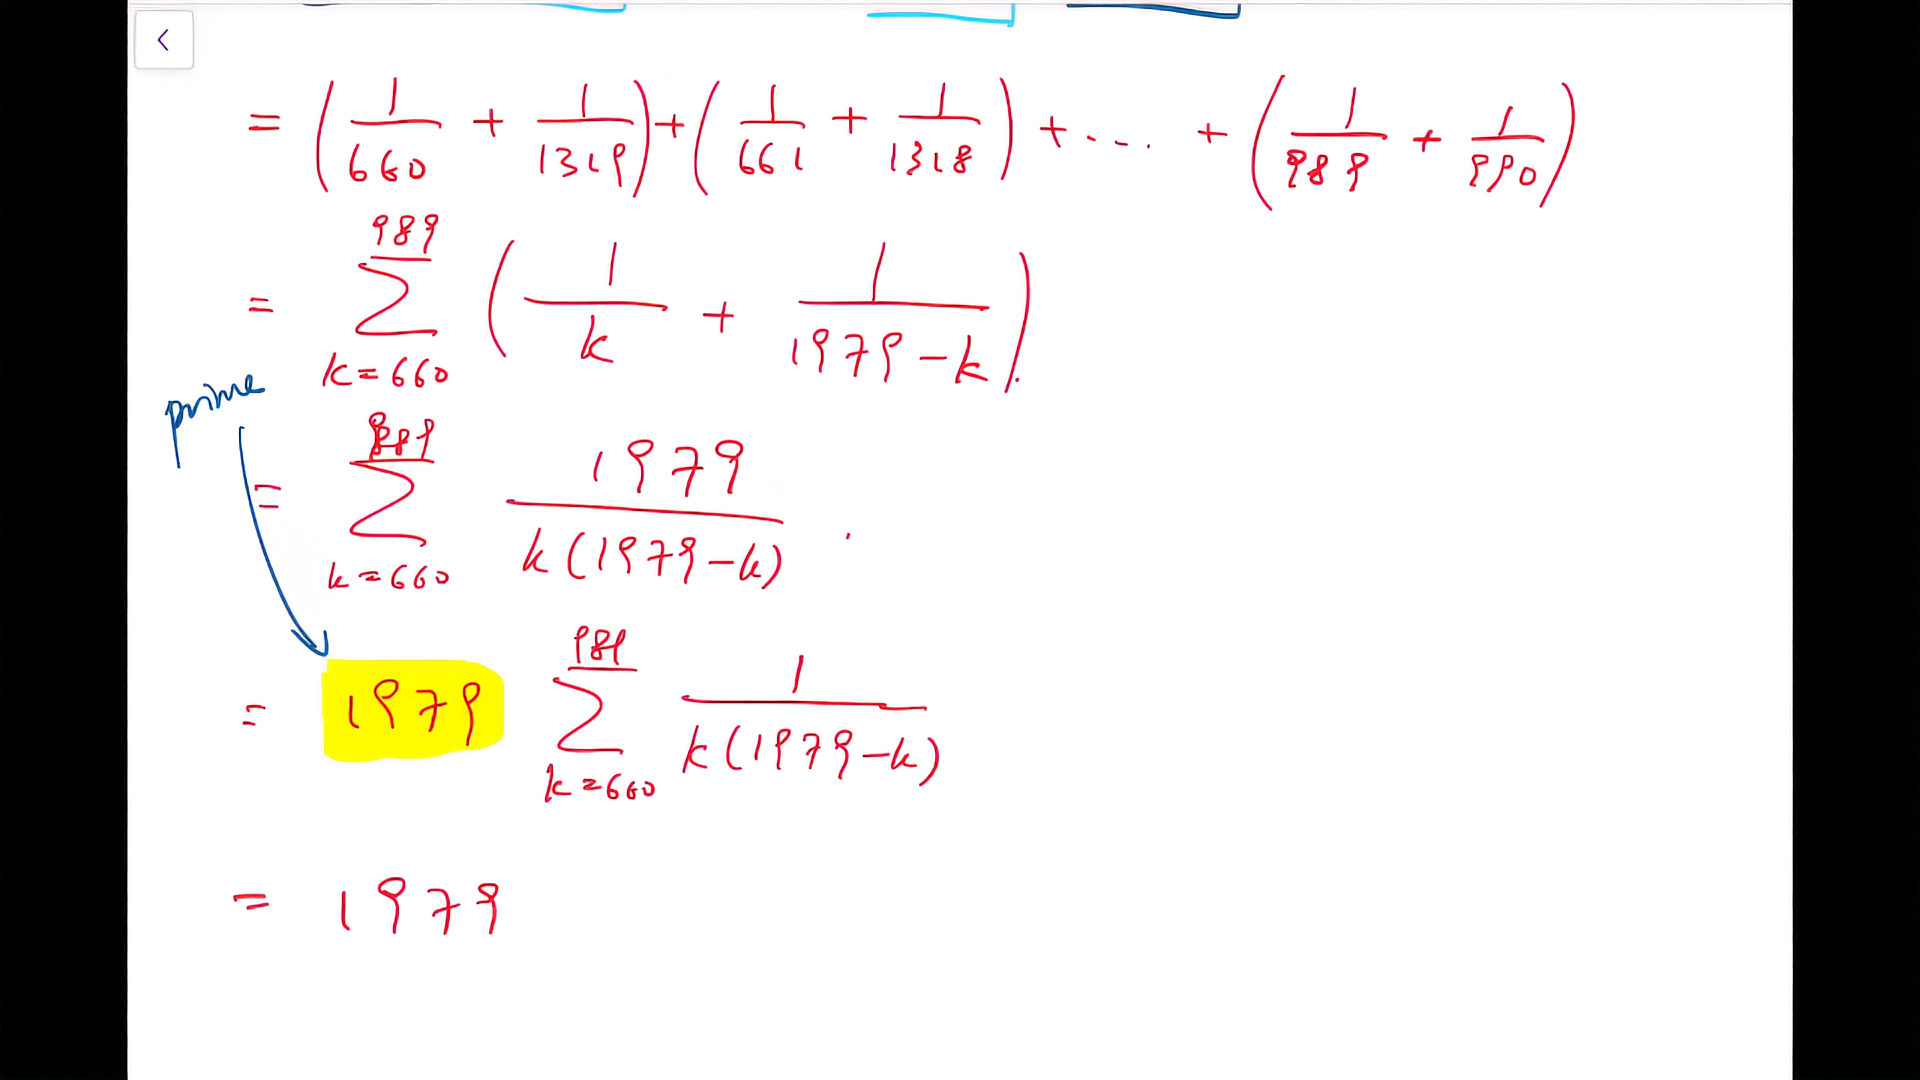 = (1/660 + 1/1319) + (1/661 + 1/1318) + .... + (1/989 + 1/990)
= 989 ∑ k=660 (1/k + 1/1979-k).
prime
= 989 ∑ k=660 1979/k(1979-k) .
= 1979 989 ∑ k=660 1/k(1979-k)
= 1979